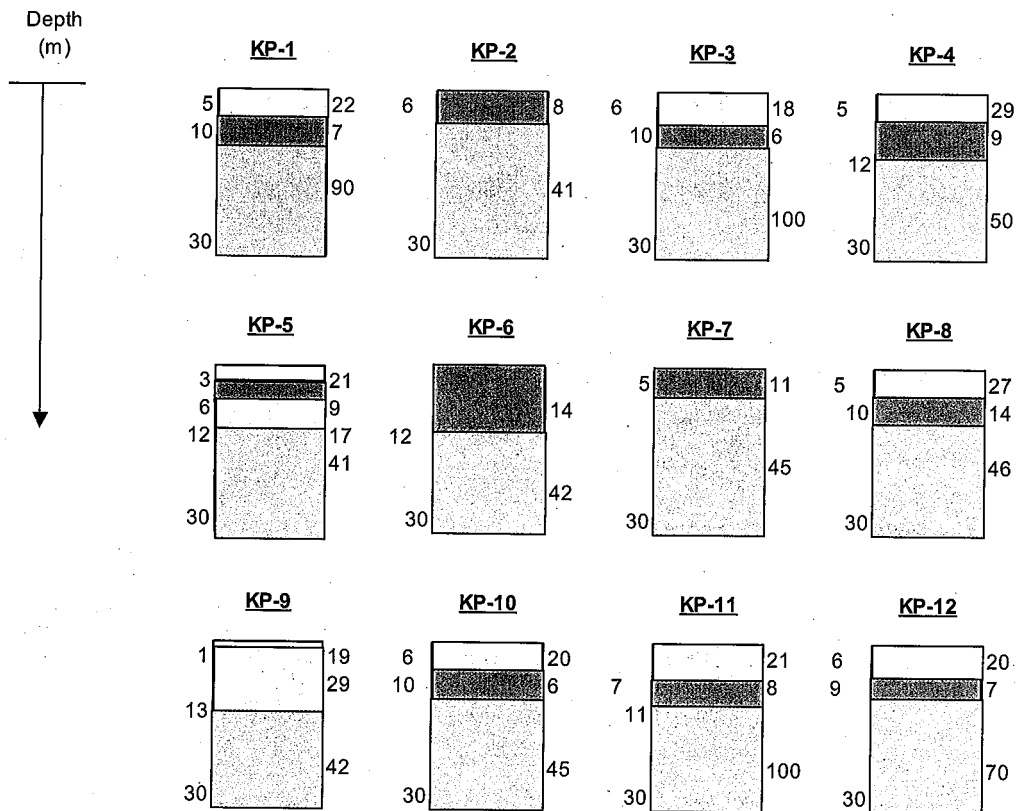 Depth
(m)
KP-1 KP-2 KP-3 KP-4
5 22 6 8 6 18 5 29
10 7 10 6 9
12
90 41 100 50
30 30 30 30
KP-5 KP-6 KP-7 KP-8
3 21 5 11 5 27
6 9 14 10 14
12 17 12
41 42 45 46
30 30 30 30
KP-9 KP-10 KP-11 KP-12
1 19 6 20 21 6 20
29 10 6 7 8 9 7
13 11
42 45 100 70
30 30 30 30